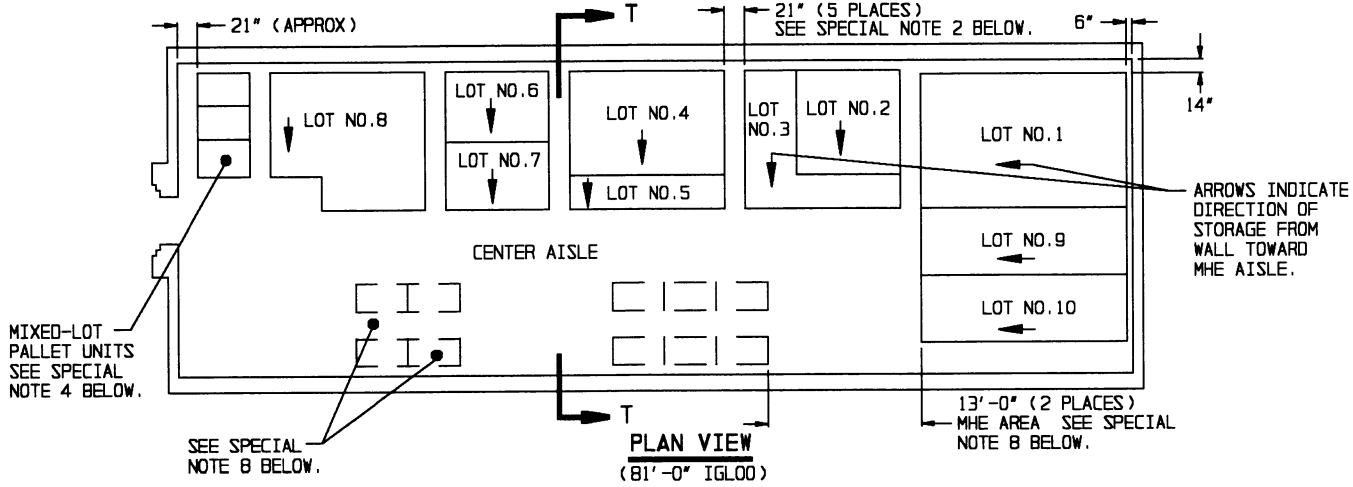 21" (APPROX)
T
21" (5 PLACES)
SEE SPECIAL NOTE 2 BELOW.
6"
14"
LOT NO.8
LOT NO.6
LOT NO.7
LOT NO.4
LOT NO.5
LOT
NO.3
LOT NO.2
LOT NO.1
LOT NO.9
LOT NO.10
ARROWS INDICATE
DIRECTION OF
STORAGE FROM
WALL TOWARD
MHE AISLE.
CENTER AISLE
MIXED-LOT
PALLET UNITS
SEE SPECIAL
NOTE 4 BELOW.
SEE SPECIAL
NOTE 8 BELOW.
T
PLAN VIEW
(81'-0" IGLOO)
13'-0" (2 PLACES)
MHE AREA SEE SPECIAL
NOTE 8 BELOW.